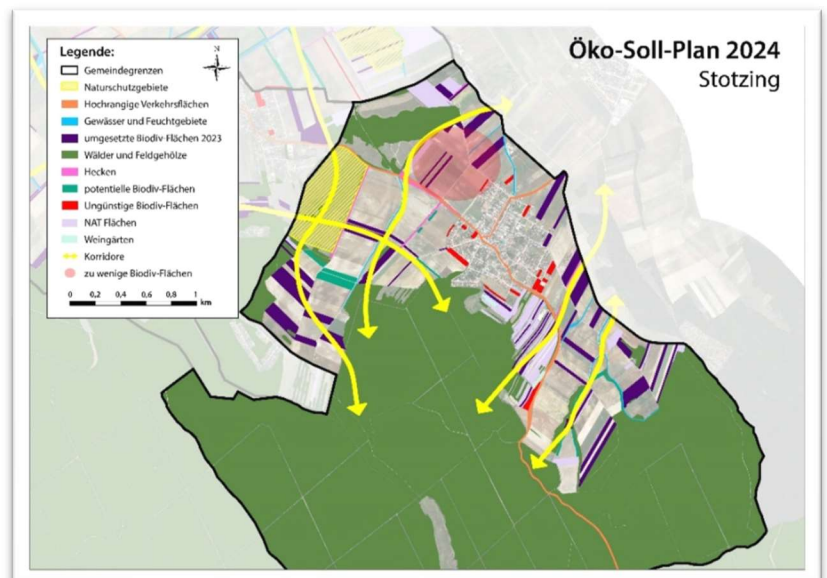 Öko-Soll-Plan 2024
Stotzing
Legende:
N
Gemeindegrenzen
Naturschutzgebiete
Hochrangige Verkehrsflächen
Gewässer und Feuchtgebiete
umgesetzte Biodiv-Flächen 2023
Wälder und Feldgehölze
Hecken
potentielle Biodiv-Flächen
Ungünstige Biodiv-Flächen
NAT Flächen
Weingärten
Korridore
zu wenige Biodiv-Flächen
0 0,2 0,4 0,6 0,8 1
km